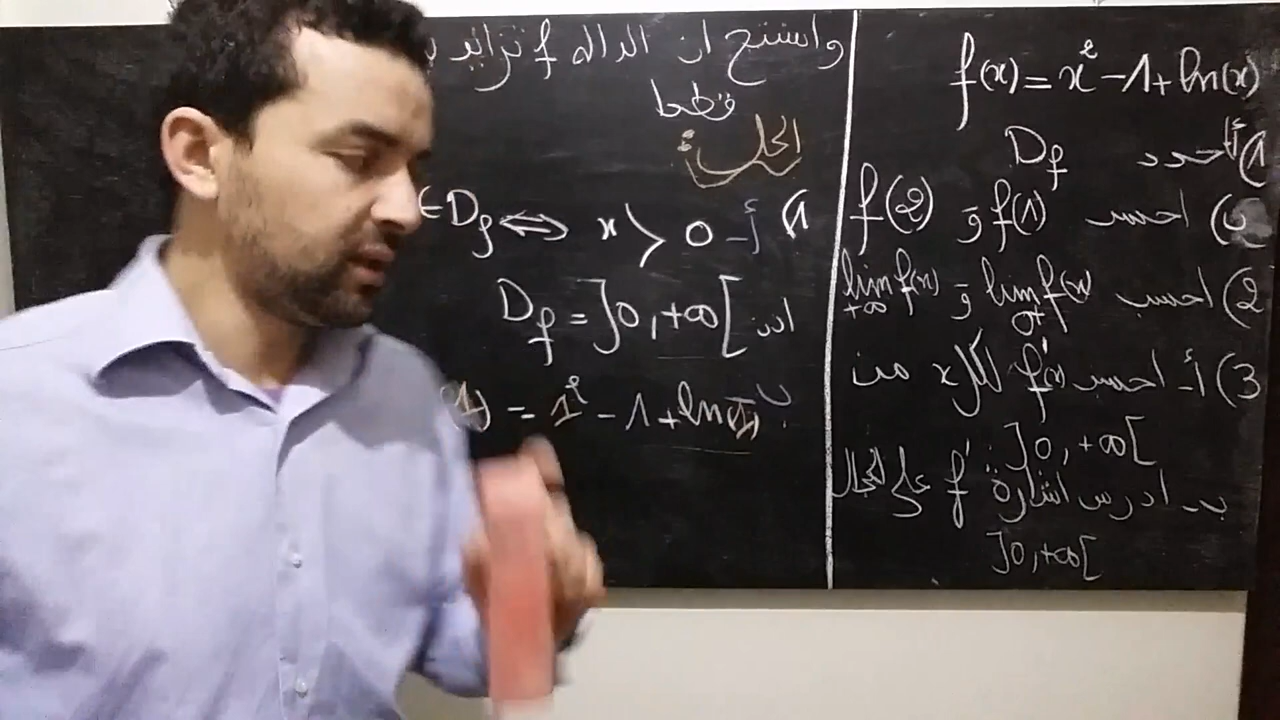 f(x) = x² - 1 + ln(x)
1) أ حدد Df
ب) احسب f(1) و f(2)
2) احسب lim f(x) 0+ و lim f(x) +∞
3) أ- احسب f'(x) لكل x من
]0, +∞[
ب- ادرس اشارة f' على المجال
]0, +∞[
واستنتج ان الداله f تزايدية
قطعا
الحل :
1) أ- ∈ Df ⟺ x > 0
اذن Df = ]0, +∞[
ب- (1) = 1² - 1 + ln(1)